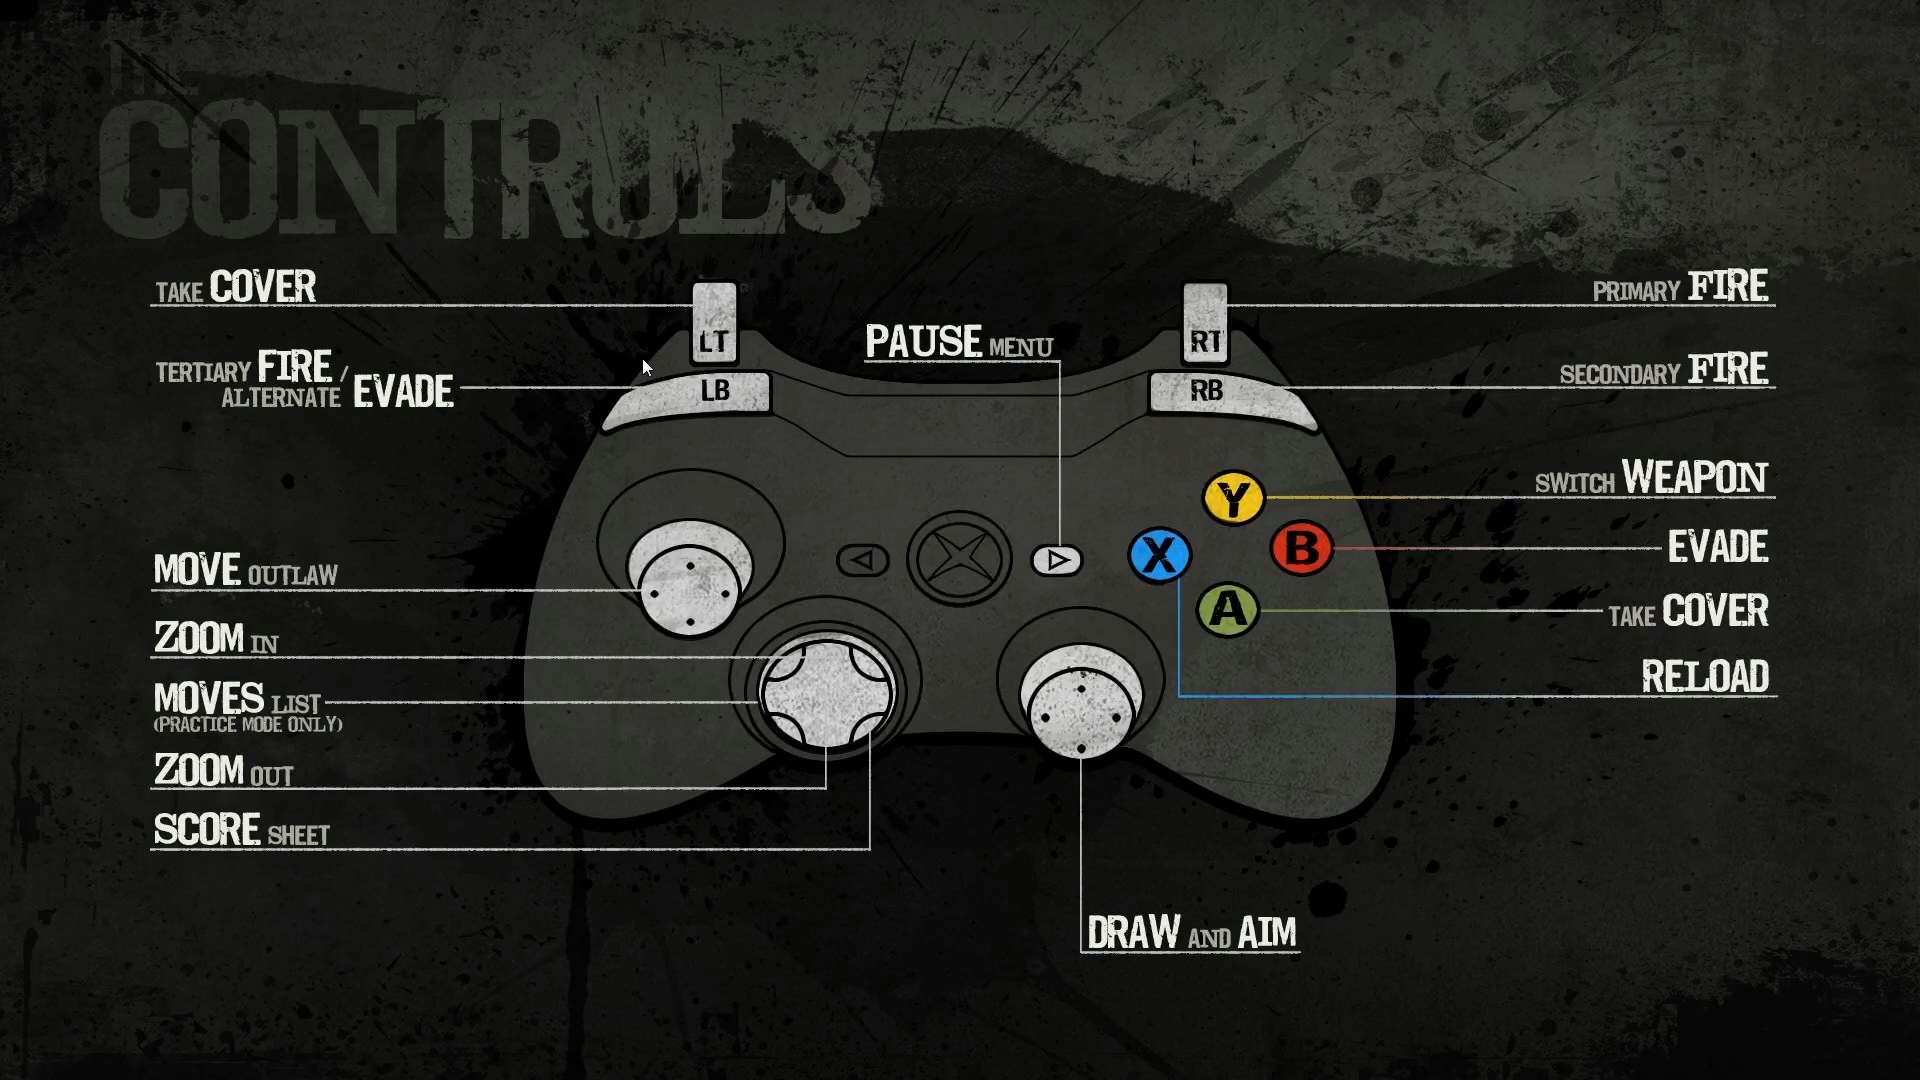 THE
CONTROLS
TAKE COVER
TERTIARY FIRE /
ALTERNATE EVADE
MOVE OUTLAW
ZOOM IN
MOVES LIST
(PRACTICE MODE ONLY)
ZOOM OUT
SCORE SHEET
LT
LB
PAUSE MENU
RT
RB
Y
X
B
A
DRAW AND AIM
PRIMARY FIRE
SECONDARY FIRE
SWITCH WEAPON
EVADE
TAKE COVER
RELOAD